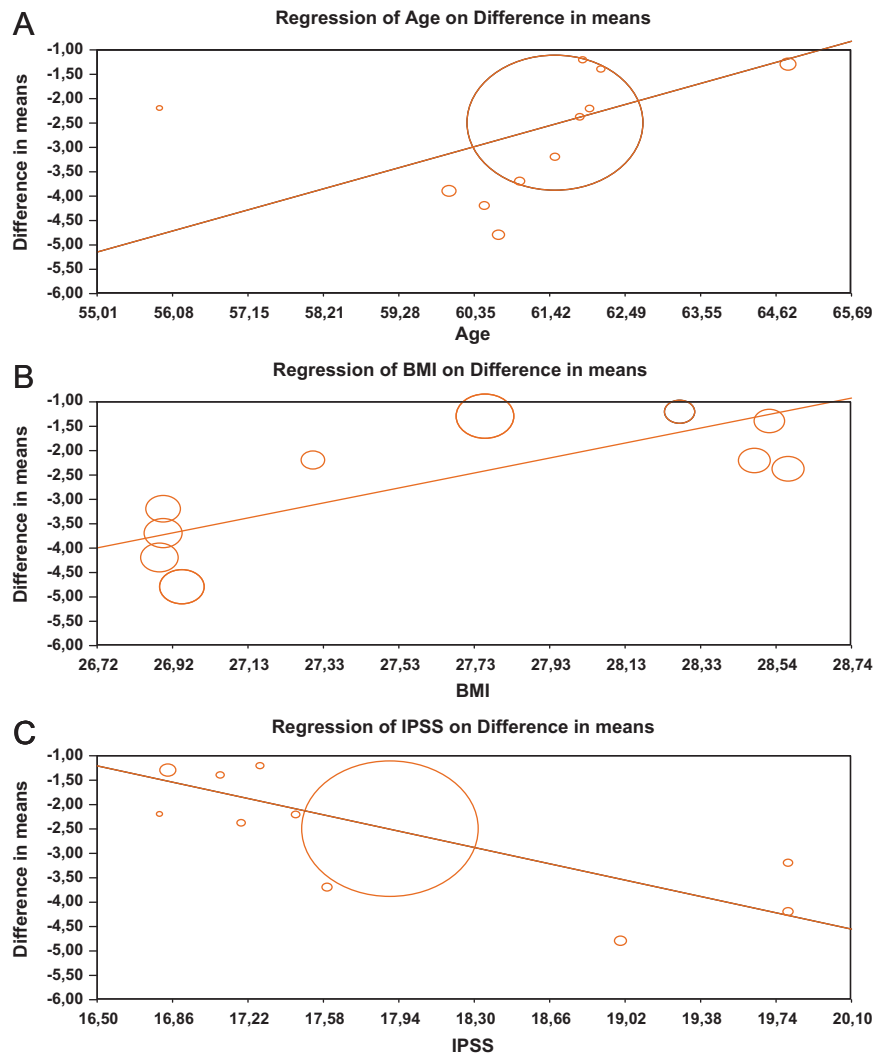 A
Regression of Age on Difference in means
Difference in means
-1,00
-1,50
-2,00
-2,50
-3,00
-3,50
-4,00
-4,50
-5,00
-5,50
-6,00
55,01 56,08 57,15 58,21 59,28 60,35 61,42 62,49 63,55 64,62 65,69
Age
B
Regression of BMI on Difference in means
Difference in means
-1,00
-1,50
-2,00
-2,50
-3,00
-3,50
-4,00
-4,50
-5,00
-5,50
-6,00
26,72 26,92 27,13 27,33 27,53 27,73 27,93 28,13 28,33 28,54 28,74
BMI
C
Regression of IPSS on Difference in means
Difference in means
-1,00
-1,50
-2,00
-2,50
-3,00
-3,50
-4,00
-4,50
-5,00
-5,50
-6,00
16,50 16,86 17,22 17,58 17,94 18,30 18,66 19,02 19,38 19,74 20,10
IPSS